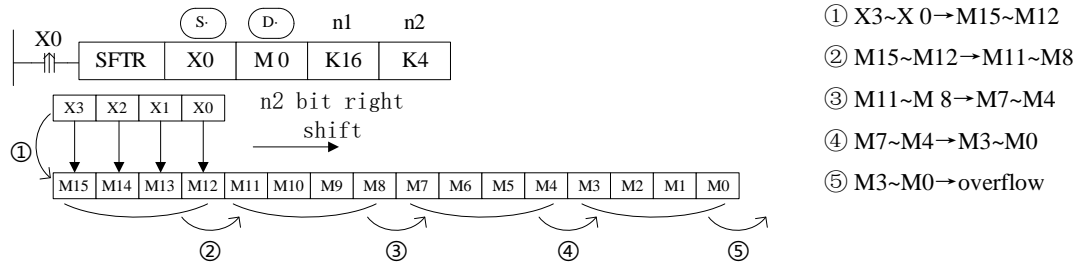 S· D· n1 n2
X0
SFTR X0 M 0 K16 K4
X3 X2 X1 X0
n2 bit right
shift
①
M15 M14 M13 M12 M11 M10 M9 M8 M7 M6 M5 M4 M3 M2 M1 M0
② ③ ④ ⑤
① X3~X 0→M15~M12
② M15~M12→M11~M8
③ M11~M 8→M7~M4
④ M7~M4→M3~M0
⑤ M3~M0→overflow